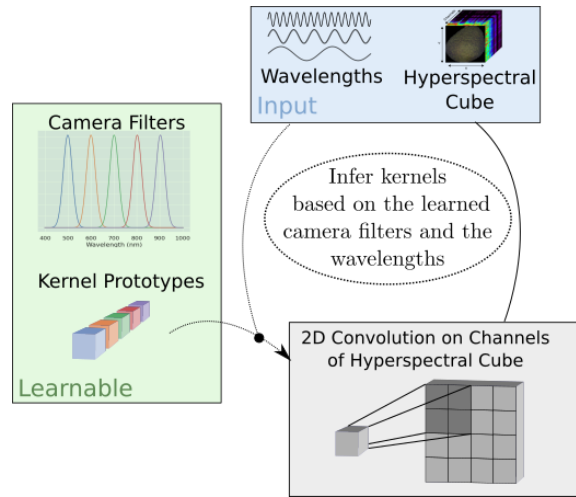 Wavelengths
Hyperspectral
Cube
Input
Camera Filters
400 500 600 700 800 900 1000
Wavelength (nm)
Kernel Prototypes
Learnable
Infer kernels
based on the learned
camera filters and the
wavelengths
2D Convolution on Channels
of Hyperspectral Cube